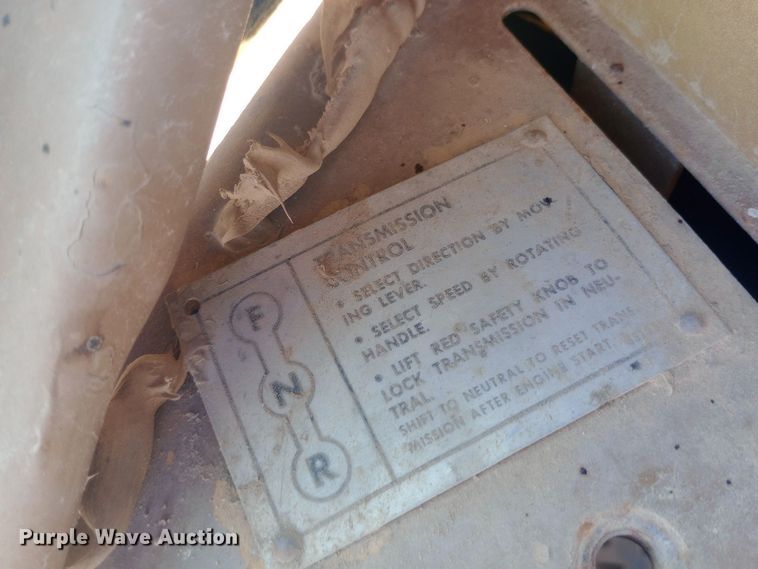 TRANSMISSION
CONTROL
• SELECT DIRECTION BY MOV-
ING LEVER.
• SELECT SPEED BY ROTATING
HANDLE.
• LIFT RED SAFETY KNOB TO
LOCK TRANSMISSION IN NEU-
TRAL.
SHIFT TO NEUTRAL TO RESET TRANS-
MISSION AFTER ENGINE START.
F
N
R
Purple Wave Auction